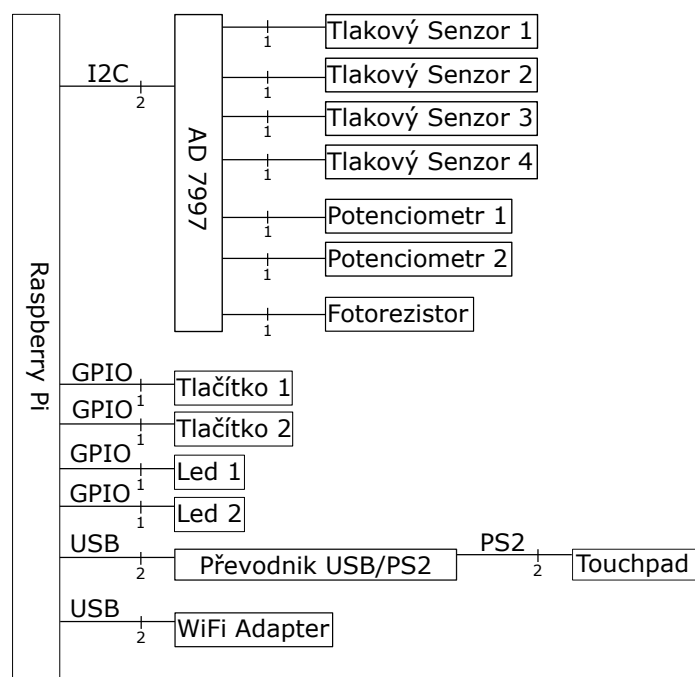 Raspberry Pi
I2C
2
AD 7997
1
Tlakový Senzor 1
1
Tlakový Senzor 2
1
Tlakový Senzor 3
1
Tlakový Senzor 4
1
Potenciometr 1
1
Potenciometr 2
1
Fotorezistor
GPIO
1
Tlačítko 1
GPIO
1
Tlačítko 2
GPIO
1
Led 1
GPIO
1
Led 2
USB
2
Převodnik USB/PS2
PS2
2
Touchpad
USB
2
WiFi Adapter